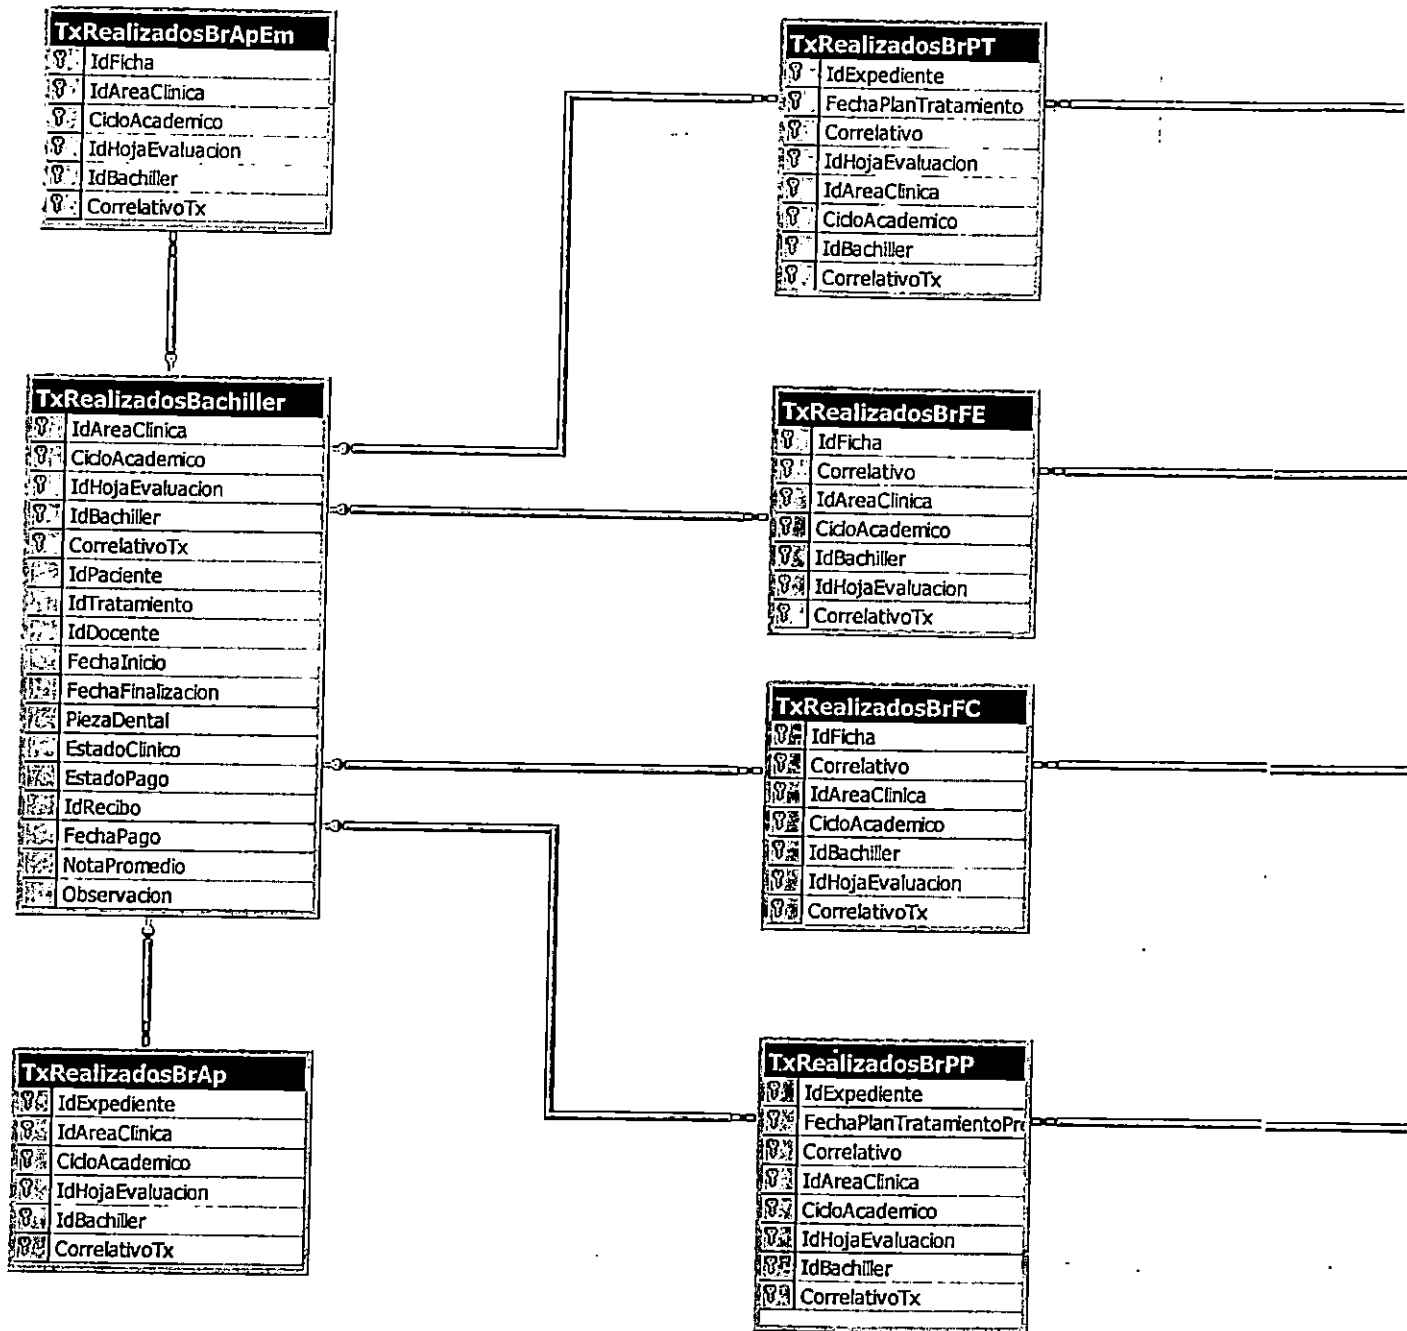 TxRealizadosBrApEm
IdFicha
IdAreaClinica
CicloAcademico
IdHojaEvaluacion
IdBachiller
CorrelativoTx
TxRealizadosBachiller
IdAreaClinica
CicloAcademico
IdHojaEvaluacion
IdBachiller
CorrelativoTx
IdPaciente
IdTratamiento
IdDocente
FechaInicio
FechaFinalizacion
PiezaDental
EstadoClinico
EstadoPago
IdRecibo
FechaPago
NotaPromedio
Observacion
TxRealizadosBrAp
IdExpediente
IdAreaClinica
CicloAcademico
IdHojaEvaluacion
IdBachiller
CorrelativoTx
TxRealizadosBrPT
IdExpediente
FechaPlanTratamiento
Correlativo
IdHojaEvaluacion
IdAreaClinica
CicloAcademico
IdBachiller
CorrelativoTx
TxRealizadosBrFE
IdFicha
Correlativo
IdAreaClinica
CicloAcademico
IdBachiller
IdHojaEvaluacion
CorrelativoTx
TxRealizadosBrFC
IdFicha
Correlativo
IdAreaClinica
CicloAcademico
IdBachiller
IdHojaEvaluacion
CorrelativoTx
TxRealizadosBrPP
IdExpediente
FechaPlanTratamientoPre
Correlativo
IdAreaClinica
CicloAcademico
IdHojaEvaluacion
IdBachiller
CorrelativoTx